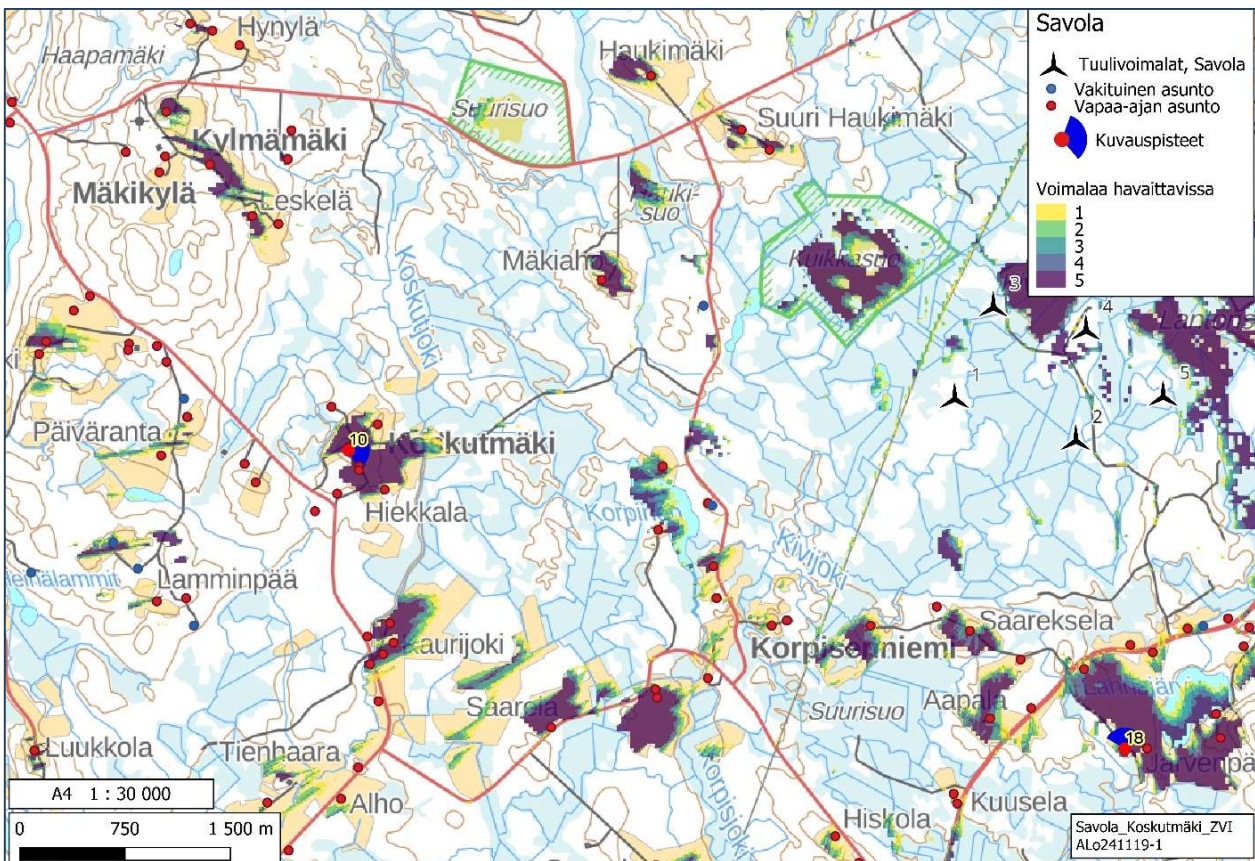 Hynylä
Haapamäki
Haukimäki
Suurisuo
Suuri Haukimäki
Kylmämäki
Mäkikylä
Leskelä
Mäkiaho
Kuikkasuo
Koskutjoki
Savola
Tuulivoimalat, Savola
Vakituinen asunto
Vapaa-ajan asunto
Kuvauspisteet
Voimalaa havaittavissa
1
2
3
4
5
3
4
1
5
2
Päiväranta
10
Koskutmäki
Hiekkala
Kivijoki
Lamminpää
Kaurijoki
Korpisenniemi
Saareksela
Saarela
Suurisuo
Aapala
Lahnasjärvi
18
Luukkola
Tienhaara
Korpisjoki
Alho
Kuusela
Hiskola
A4 1 : 30 000
0 750 1 500 m
Savola_Koskutmäki_ZVI
ALo241119-1